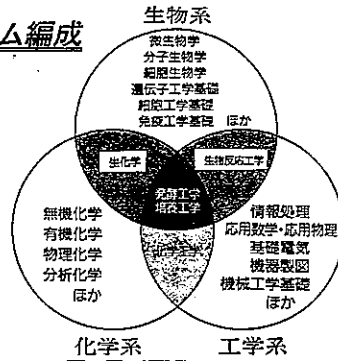 ム編成
生物系
微生物学
分子生物学
細胞生物学
遺伝子工学基礎
細胞工学基礎
免疫工学基礎 ほか
生化学
生物反応工学
発酵工学
培養工学
無機化学
有機化学
物理化学
分析化学
ほか
化学工学
情報処理
応用数学・応用物理
基礎電気
機器製図
機械工学基礎
ほか
化学系
工学系